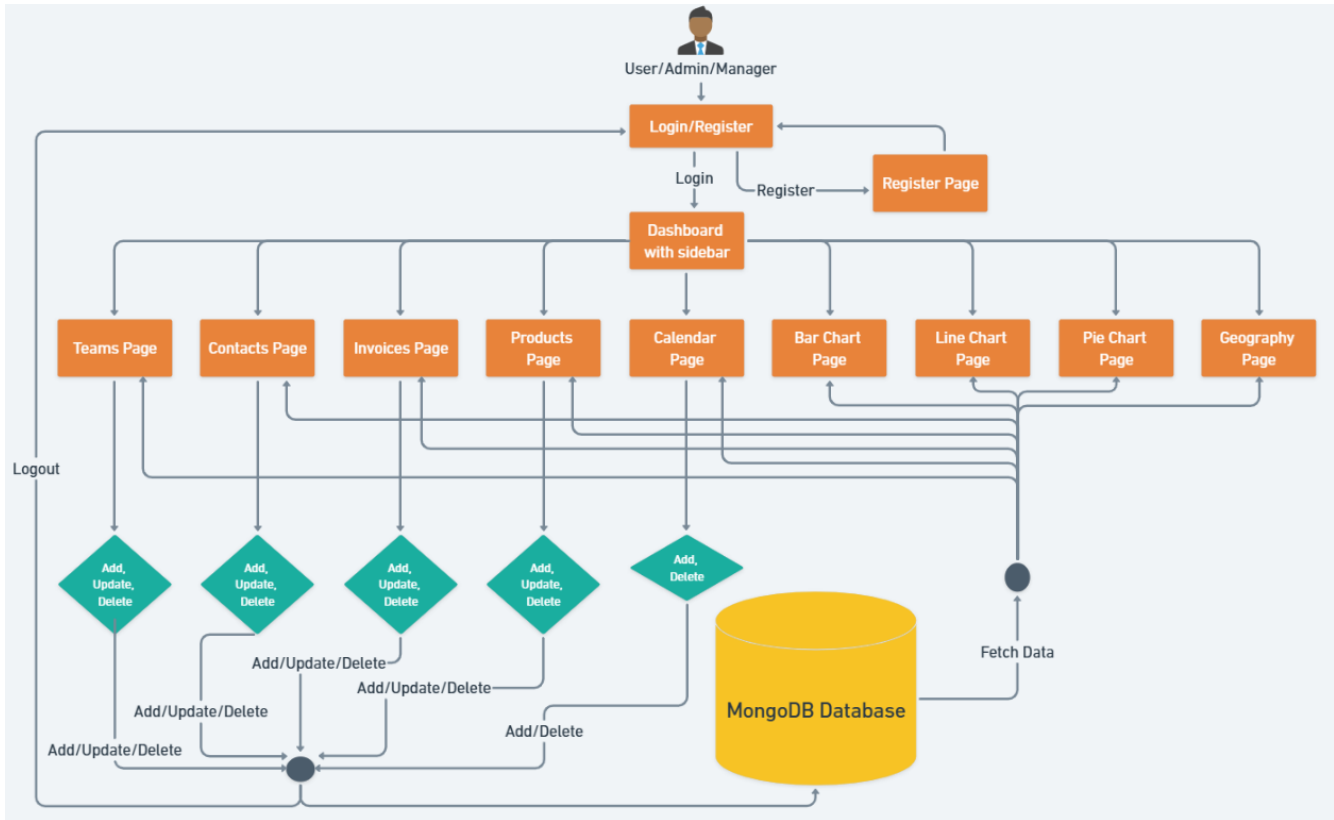 User/Admin/Manager
Login/Register
Login
Register
Register Page
Dashboard
with sidebar
Teams Page
Contacts Page
Invoices Page
Products
Page
Calendar
Page
Bar Chart
Page
Line Chart
Page
Pie Chart
Page
Geography
Page
Logout
Add,
Update,
Delete
Add,
Update,
Delete
Add,
Update,
Delete
Add,
Update,
Delete
Add,
Delete
Fetch Data
Add/Update/Delete
Add/Update/Delete
Add/Update/Delete
MongoDB Database
Add/Delete
Add/Update/Delete